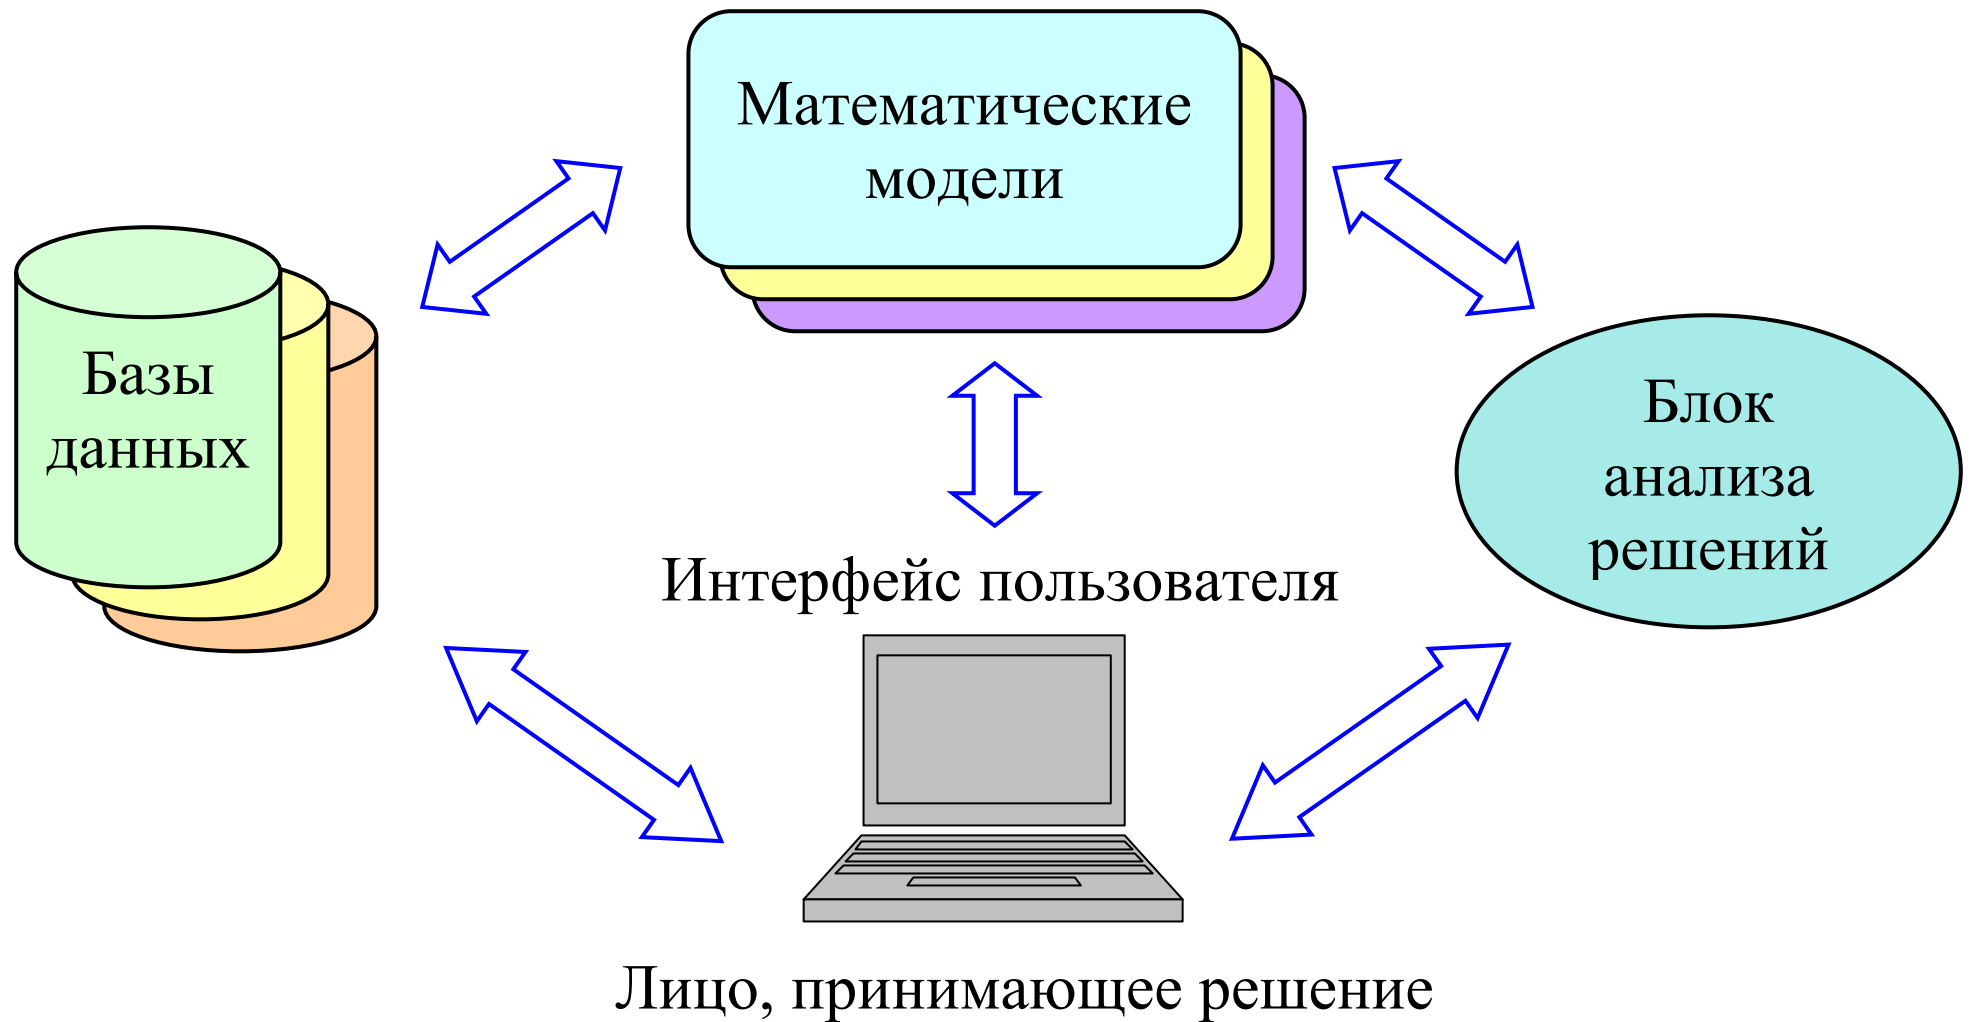 Математические
модели
Базы
данных
Блок
анализа
решений
Интерфейс пользователя
Лицо, принимающее решение